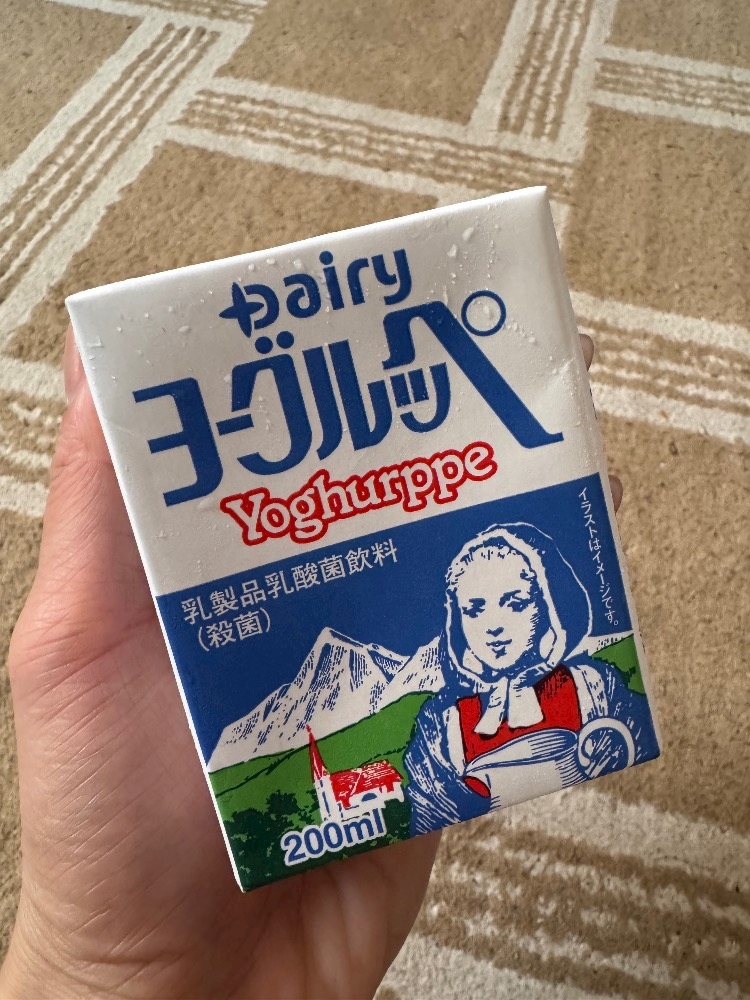 Dairy
ヨーグルッペ
Yoghurppe
乳製品乳酸菌飲料
（殺菌）
イラストはイメージです。
200ml